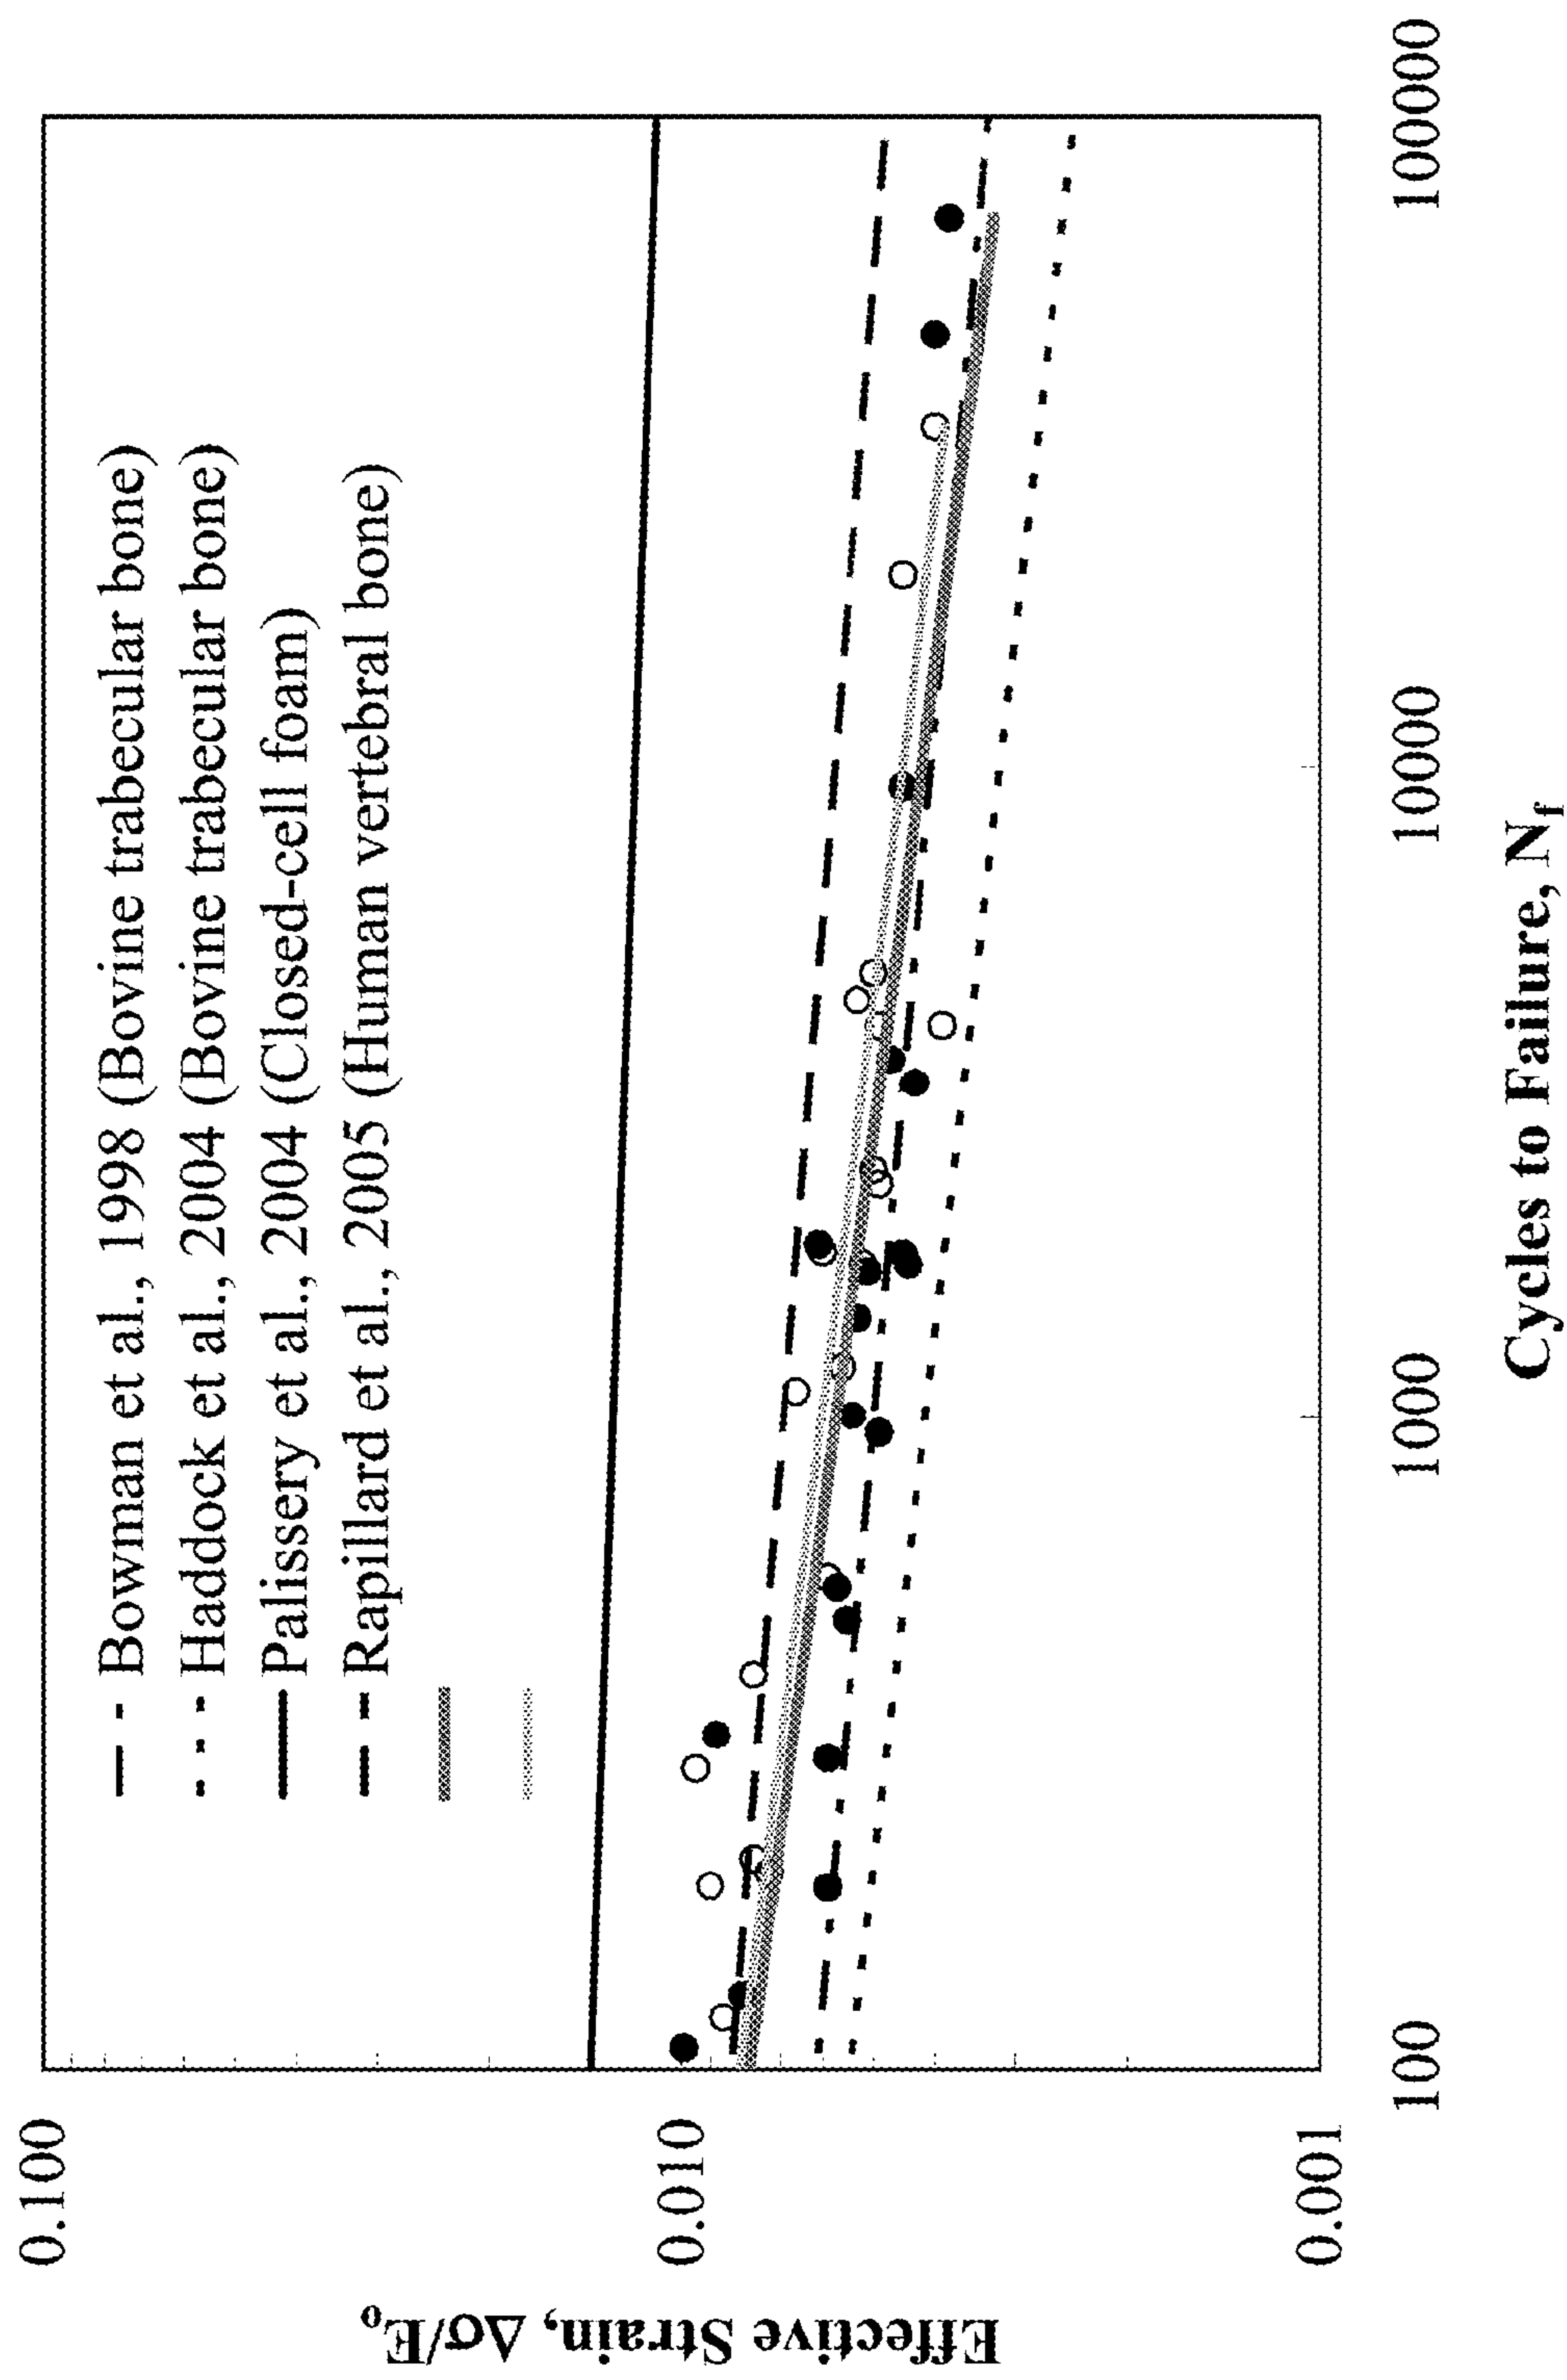 Bowman et al., 1998 (Bovine trabecular bone)
Haddock et al., 2004 (Bovine trabecular bone)
Palissery et al., 2004 (Closed-cell foam)
Rapillard et al., 2005 (Human vertebral bone)
0.100
0.010
0.001
Effective Strain, Δσ/E₀
100
1000
10000
100000
Cycles to Failure, N_f